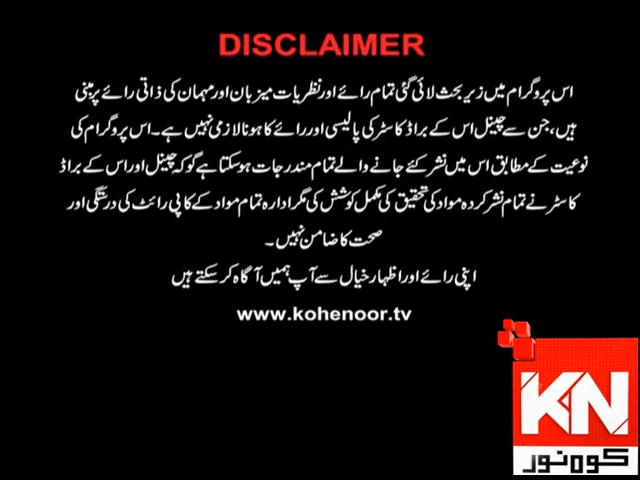 DISCLAIMER
اس پروگرام میں زیر بحث لائی گئی تمام رائے اور نظریات میزبان اور مہمان کی ذاتی رائے پر مبنی
ہیں، جن سے چینل اس کے براڈ کاسٹر کی پالیسی اور رائے کا ہونا لازمی نہیں ہے۔ اس پروگرام کی
نوعیت کے مطابق اس میں نشر کئے جانے والے تمام مندرجات ہو سکتا ہے گو کہ چینل اور اس کے براڈ
کاسٹر نے تمام نشر کردہ مواد کی تحقیق کی مکمل کوشش کی مگر ادارہ تمام مواد کے کاپی رائٹ کی درستگی اور
صحت کا ضامن نہیں ۔
اپنی رائے اور اظہار خیال سے آپ ہمیں آگاہ کر سکتے ہیں
www.kohenoor.tv
KN
کوہ نور